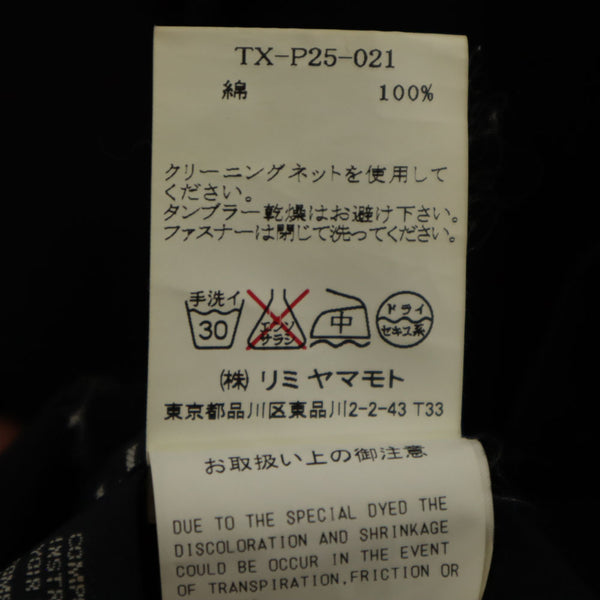 TX-P25-021
綿 100%
クリーニングネットを使用して
ください。
タンブラー乾燥はお避け下さい。
ファスナーは閉じて洗ってください。
手洗イ
30
エンソ
サラシ
中
ドライ
セキユ系
(株) リミ ヤマモト
東京都品川区東品川2-2-43 T33
お取扱い上の御注意
DUE TO THE SPECIAL DYED THE
DISCOLORATION AND SHRINKAGE
COULD BE OCCUR IN THE EVENT
OF TRANSPIRATION,FRICTION OR